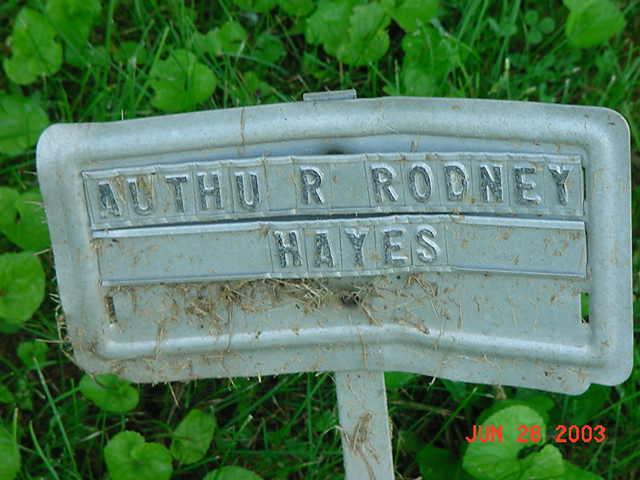 AUTHU R RODNEY
HAYES
JUN 28 2003